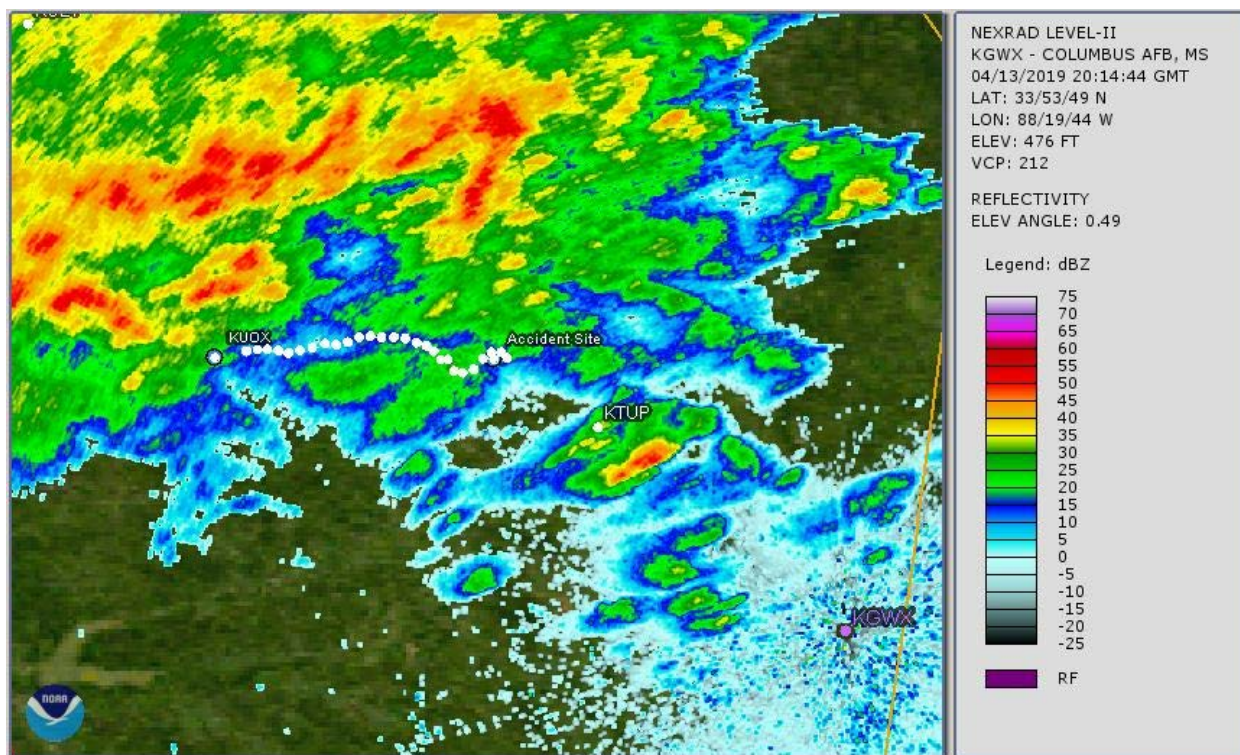 NEXRAD LEVEL-II
KGWX - COLUMBUS AFB, MS
04/13/2019 20:14:44 GMT
LAT: 33/53/49 N
LON: 88/19/44 W
ELEV: 476 FT
VCP: 212
REFLECTIVITY
ELEV ANGLE: 0.49
Legend: dBZ
75
70
65
60
55
50
45
40
35
30
25
20
15
10
5
0
-5
-10
-15
-20
-25
RF
KUOX
Accident Site
KTUP
KGWX
NOAA